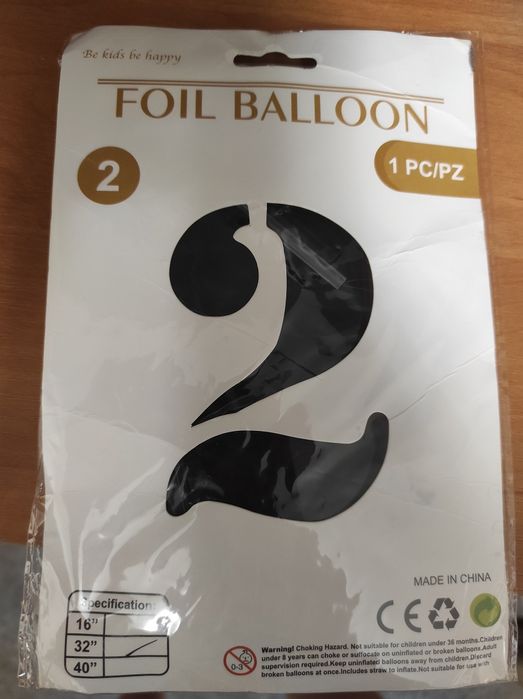 Be kids be happy
FOIL BALLOON
2
1 PC/PZ
2
MADE IN CHINA
Specification:
16"
32"
40"
CE
0-3
Warning! Choking Hazard. Not suitable for children under 36 months.Children
under 8 years can choke or suffocate on uninflated or broken balloons.Adult
supervision required.Keep uninflated balloons away from children.Discard
broken balloons at once.Includes straw to inflate.Not suitable for use with